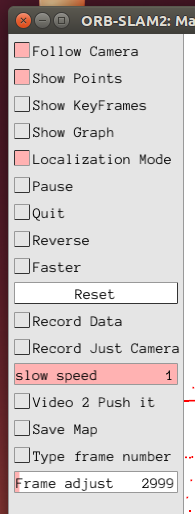 ORB-SLAM2: Ma
Follow Camera
Show Points
Show KeyFrames
Show Graph
Localization Mode
Pause
Quit
Reverse
Faster
Reset
Record Data
Record Just Camera
slow speed 1
Video 2 Push it
Save Map
Type frame number
Frame adjust 2999